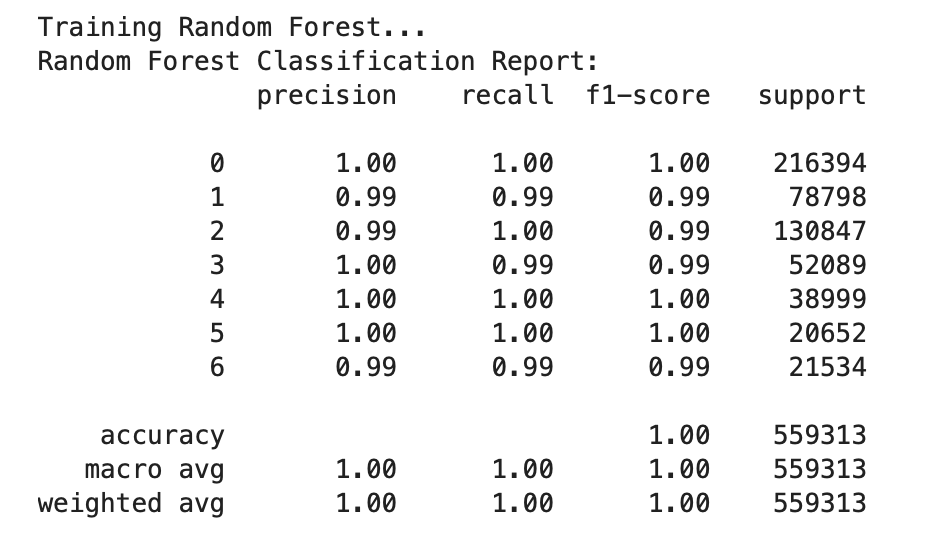 Training Random Forest...
Random Forest Classification Report:
              precision    recall  f1-score   support

           0       1.00      1.00      1.00    216394
           1       0.99      0.99      0.99     78798
           2       0.99      1.00      0.99    130847
           3       1.00      0.99      0.99     52089
           4       1.00      1.00      1.00     38999
           5       1.00      1.00      1.00     20652
           6       0.99      0.99      0.99     21534

    accuracy                           1.00    559313
   macro avg       1.00      1.00      1.00    559313
weighted avg       1.00      1.00      1.00    559313